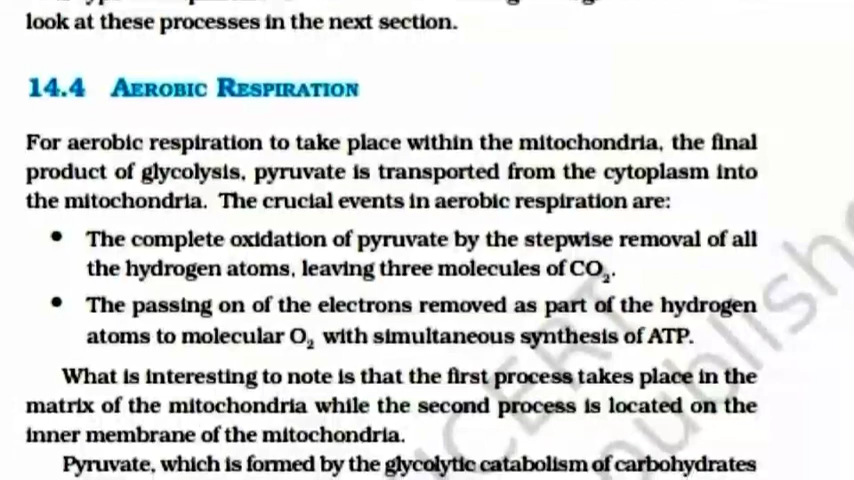 look at these processes in the next section.
14.4 AEROBIC RESPIRATION
For aerobic respiration to take place within the mitochondria, the final
product of glycolysis, pyruvate is transported from the cytoplasm into
the mitochondria. The crucial events in aerobic respiration are:
• The complete oxidation of pyruvate by the stepwise removal of all
the hydrogen atoms, leaving three molecules of CO₂.
• The passing on of the electrons removed as part of the hydrogen
atoms to molecular O₂ with simultaneous synthesis of ATP.
What is interesting to note is that the first process takes place in the
matrix of the mitochondria while the second process is located on the
inner membrane of the mitochondria.
Pyruvate, which is formed by the glycolytic catabolism of carbohydrates